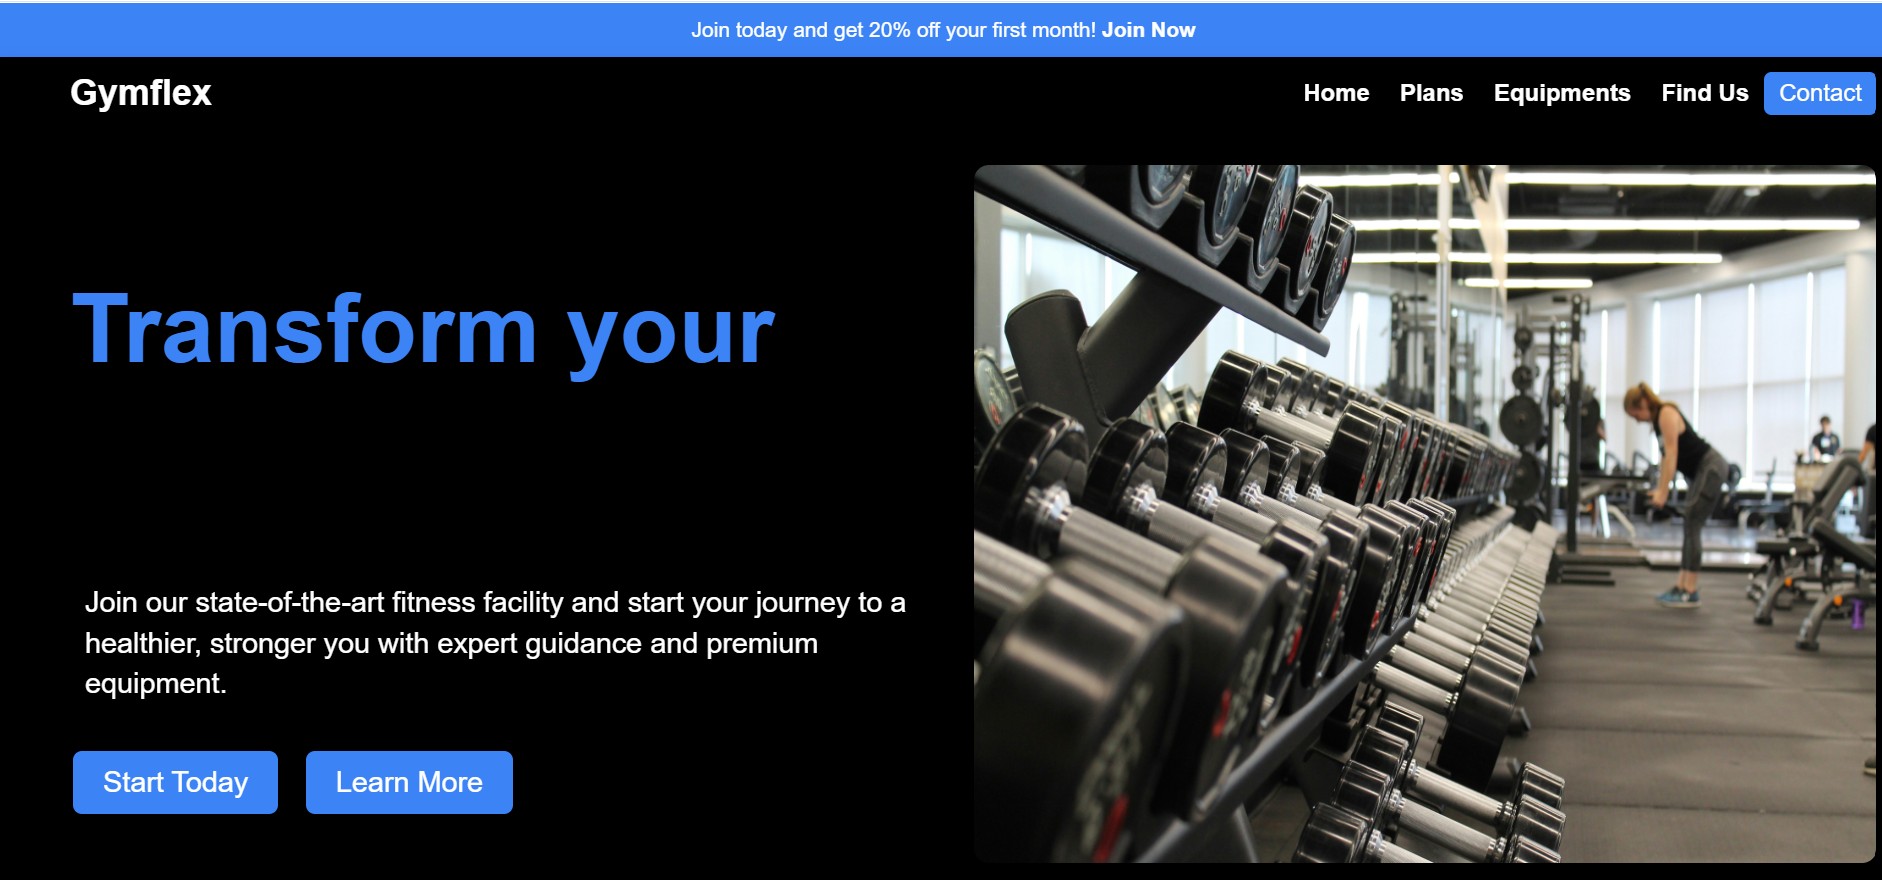 Join today and get 20% off your first month! Join Now
Gymflex
Home Plans Equipments Find Us Contact
Transform your
Join our state-of-the-art fitness facility and start your journey to a
healthier, stronger you with expert guidance and premium
equipment.
Start Today Learn More